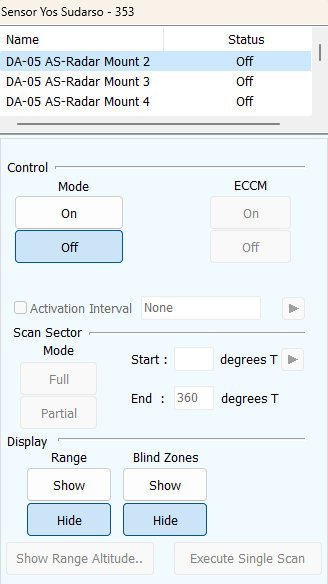 Sensor Yos Sudarso - 353
Name Status
DA-05 AS-Radar Mount 2 Off
DA-05 AS-Radar Mount 3 Off
DA-05 AS-Radar Mount 4 Off
Control
Mode ECCM
On On
Off Off
Activation Interval None
Scan Sector
Mode
Full
Partial
Start : degrees T
End : 360 degrees T
Display
Range Blind Zones
Show Show
Hide Hide
Show Range Altitude.. Execute Single Scan